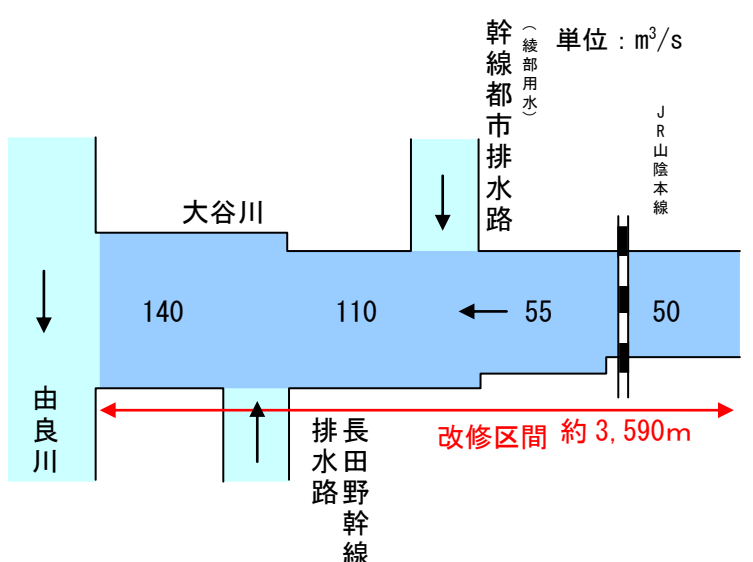 単位：m³/s
幹線都市排水路
（綾部用水）
JR山陰本線
大谷川
140
110
55
50
由良川
改修区間 約3,590m
長田野幹線
排水路